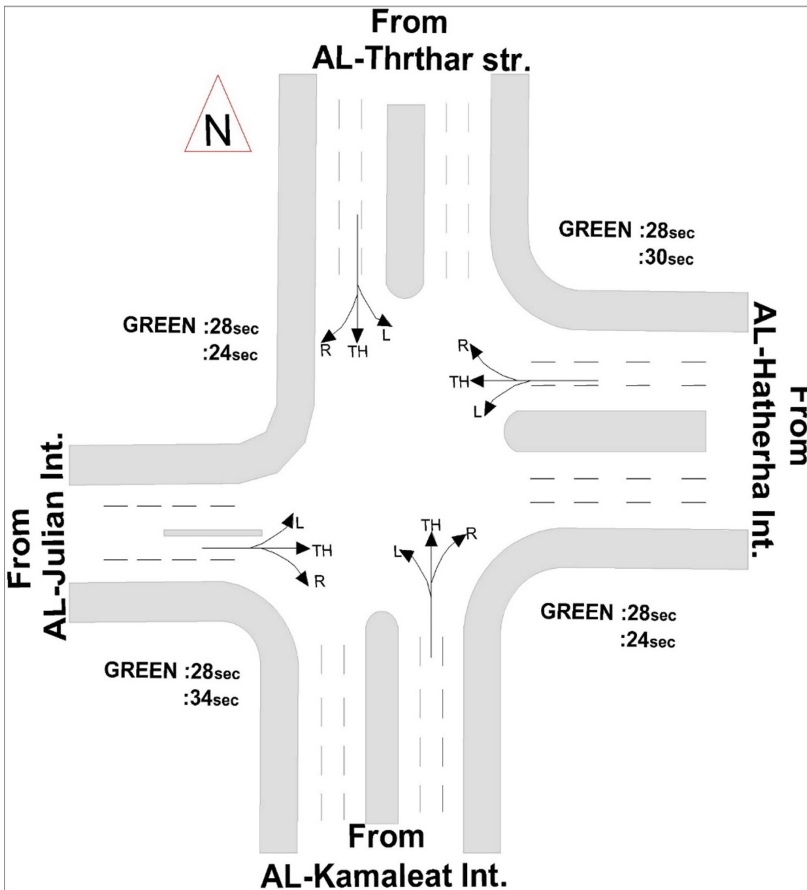 From
AL-Thrthar str.
N
GREEN :28sec
:30sec
GREEN :28sec
:24sec
R
TH
L
R
TH
L
From
AL-Hatherha Int.
From
AL-Julian Int.
L
TH
R
TH
L
R
GREEN :28sec
:24sec
GREEN :28sec
:34sec
From
AL-Kamaleat Int.